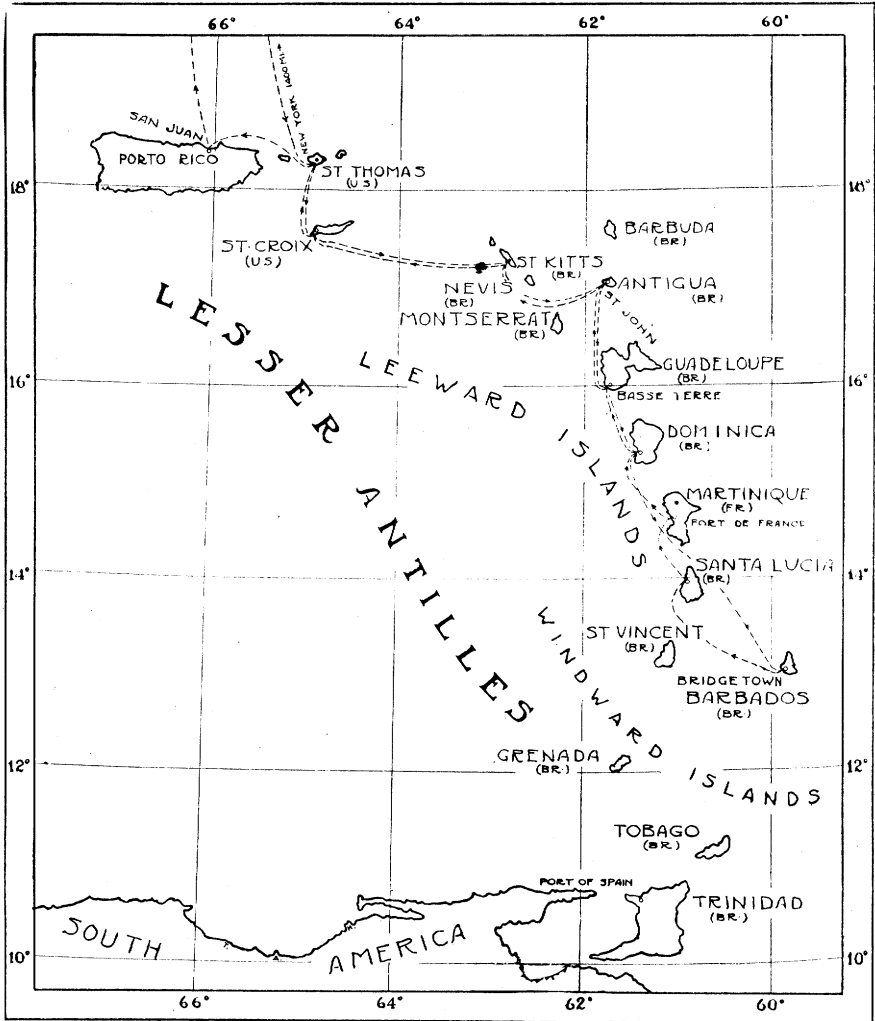 66° 64° 62° 60°
NEW YORK 1400 MI.
SAN JUAN
PORTO RICO
18° 18°
ST THOMAS
(U.S)
BARBUDA
(BR)
ST. CROIX
(U.S)
ST KITTS
(BR)
NEVIS
(BR)
ANTIGUA
(BR)
ST JOHN
MONTSERRAT
(BR)
LESSER ANTILLES
LEEWARD ISLANDS
GUADELOUPE
(BR)
16° 16°
BASSE TERRE
DOMINICA
(BR.)
MARTINIQUE
(FR)
PORT DE FRANCE
SANTA LUCIA
(BR)
14° 14°
WINDWARD ISLANDS
ST VINCENT
(BR)
BRIDGETOWN
BARBADOS
(BR.)
GRENADA
(BR.)
12° 12°
TOBAGO
(BR.)
PORT OF SPAIN
TRINIDAD
(BR.)
SOUTH AMERICA
10° 10°
66° 64° 62° 60°